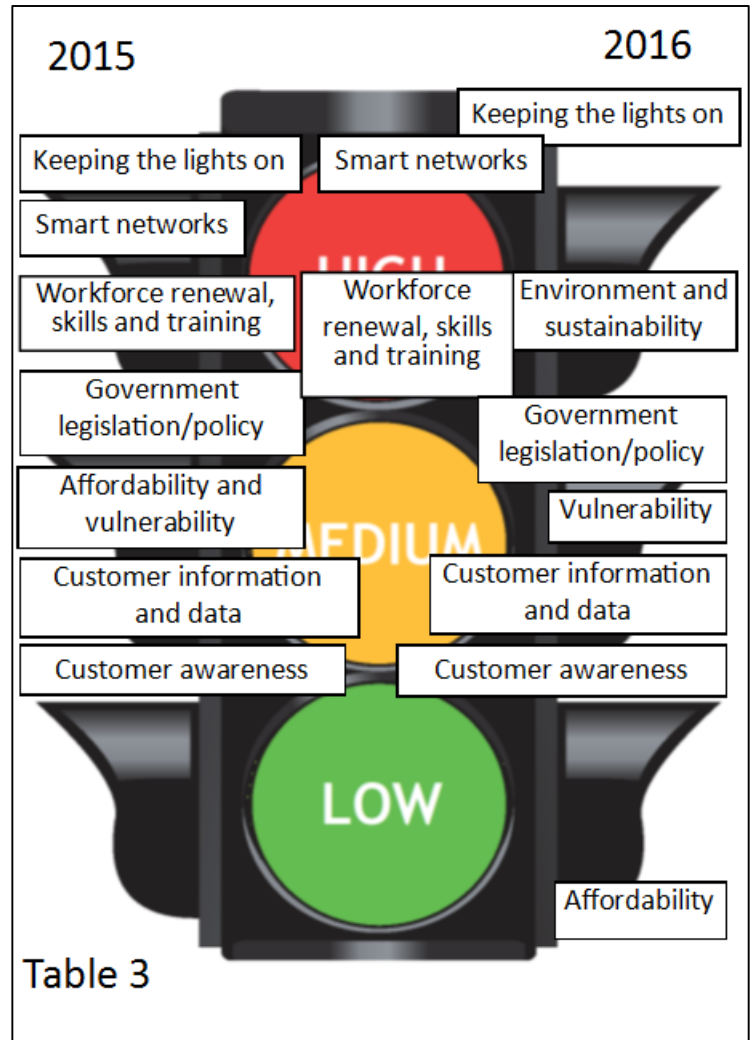 2015
2016
Keeping the lights on
Keeping the lights on
Smart networks
Smart networks
Workforce renewal,
skills and training
Workforce
renewal, skills
and training
Environment and
sustainability
Government
legislation/policy
Government
legislation/policy
Affordability and
vulnerability
Vulnerability
MEDIUM
Customer information
and data
Customer information
and data
Customer awareness
Customer awareness
LOW
Affordability
Table 3